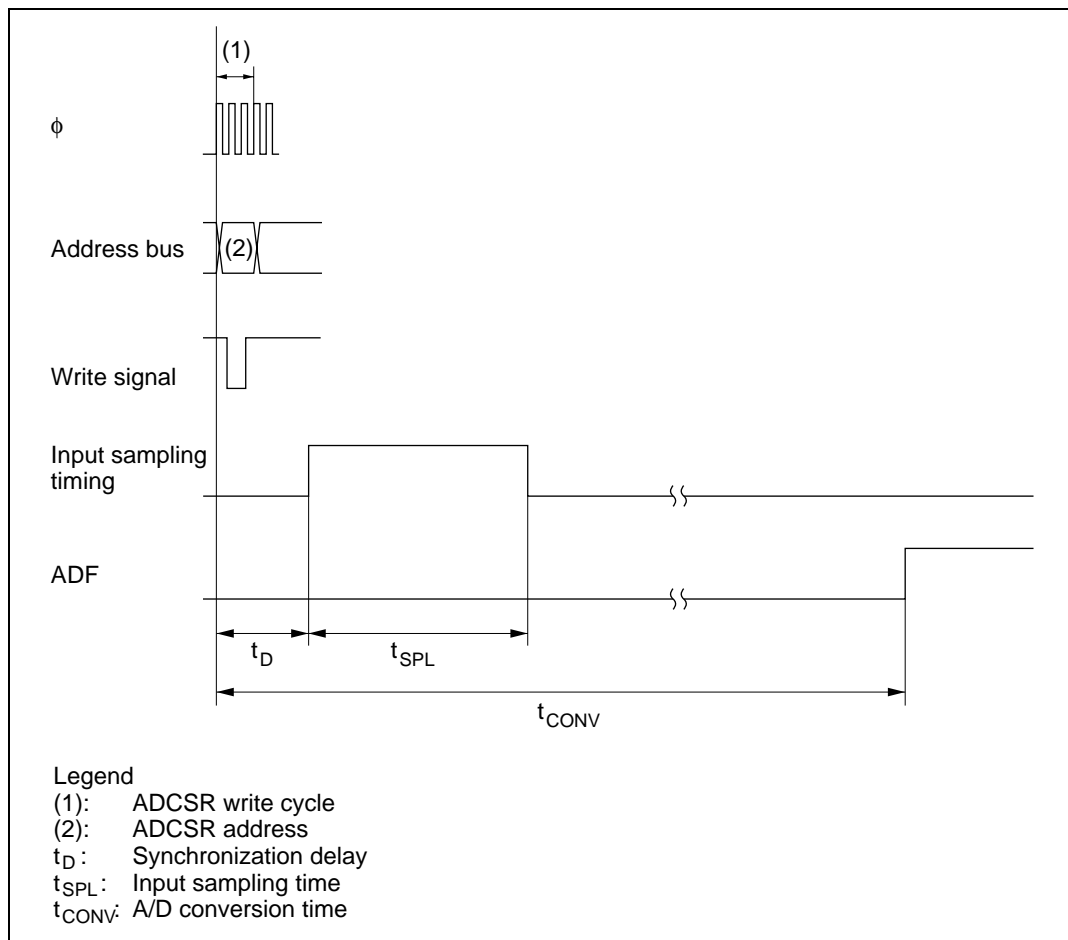 (1)
φ
Address bus
(2)
Write signal
Input sampling
timing
ADF
tD
tSPL
tCONV
Legend
(1): ADCSR write cycle
(2): ADCSR address
tD : Synchronization delay
tSPL : Input sampling time
tCONV: A/D conversion time